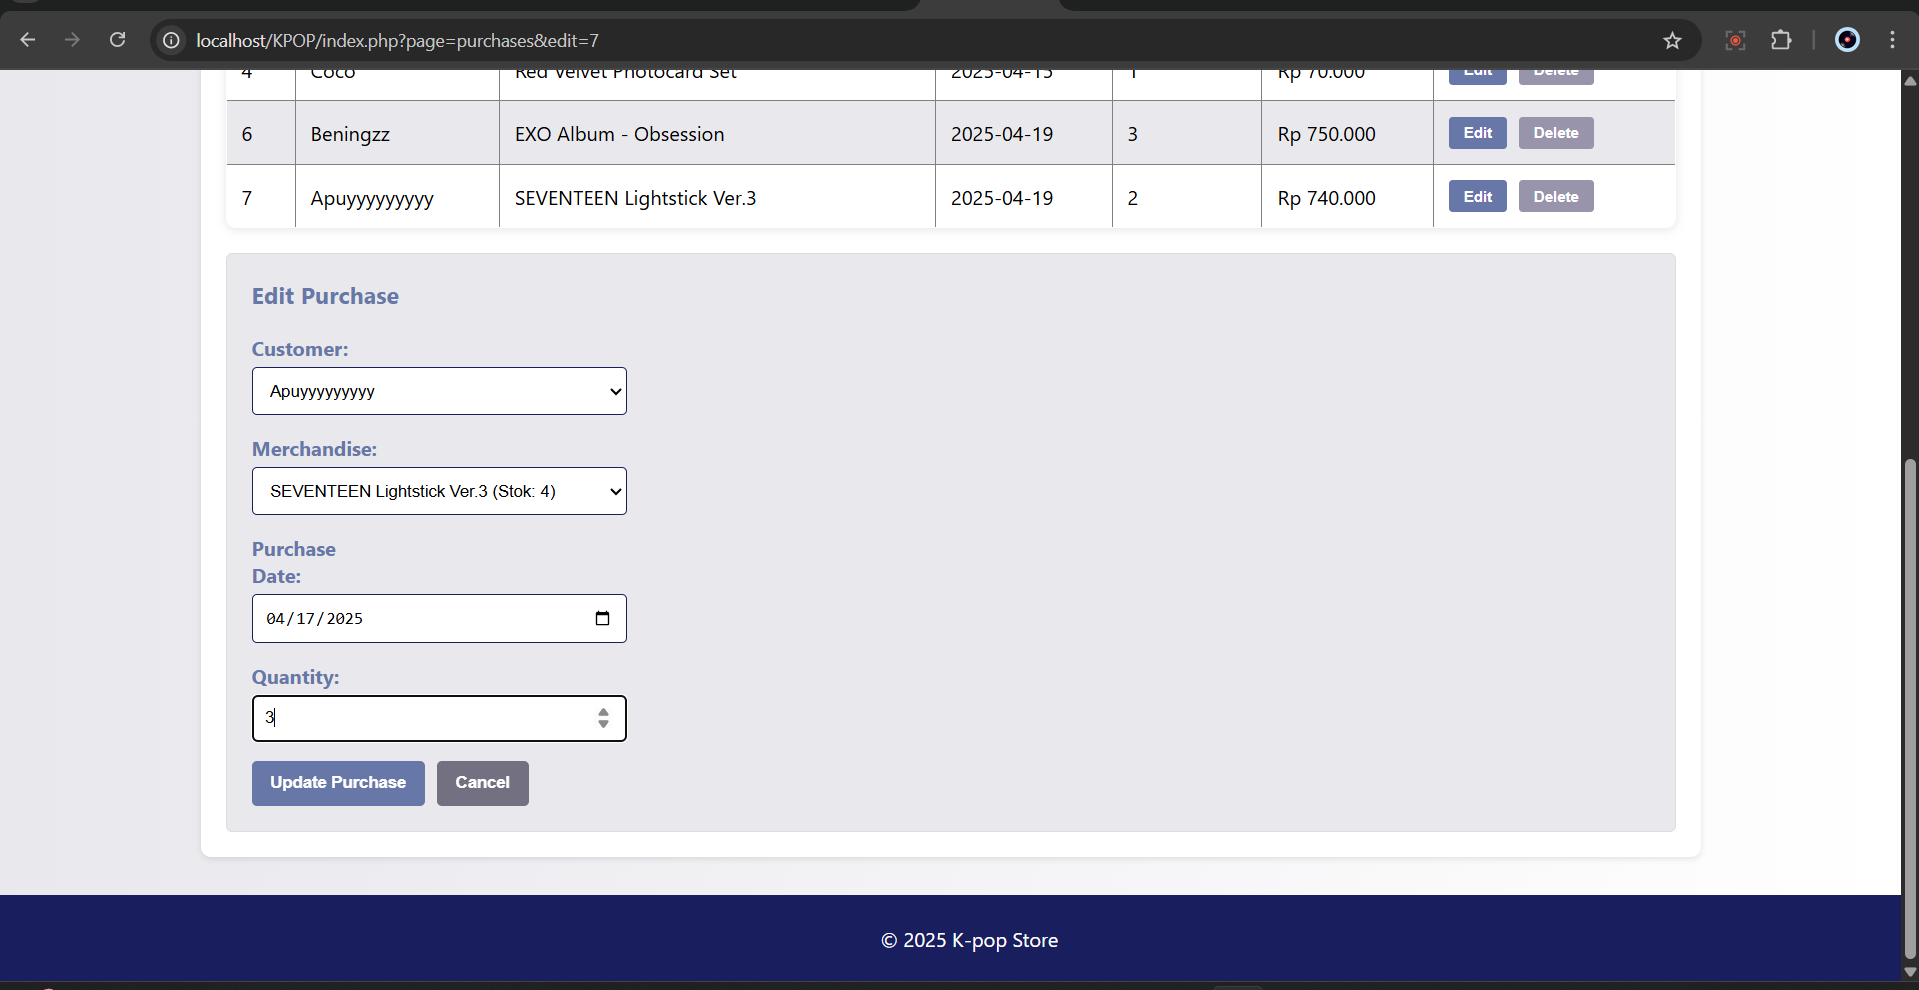 localhost/KPOP/index.php?page=purchases&edit=7
4 Coco Red Velvet Photocard Set 2025-04-15 1 Rp 70.000 Edit Delete
6 Beningzz EXO Album - Obsession 2025-04-19 3 Rp 750.000 Edit Delete
7 Apuyyyyyyyyy SEVENTEEN Lightstick Ver.3 2025-04-19 2 Rp 740.000 Edit Delete
Edit Purchase
Customer:
Apuyyyyyyyyy
Merchandise:
SEVENTEEN Lightstick Ver.3 (Stok: 4)
Purchase
Date:
04/17/2025
Quantity:
3
Update Purchase Cancel
© 2025 K-pop Store